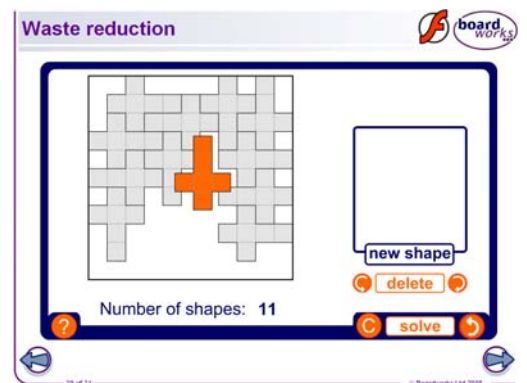 Waste reduction
board
works
new shape
delete
Number of shapes: 11
?
C
solve